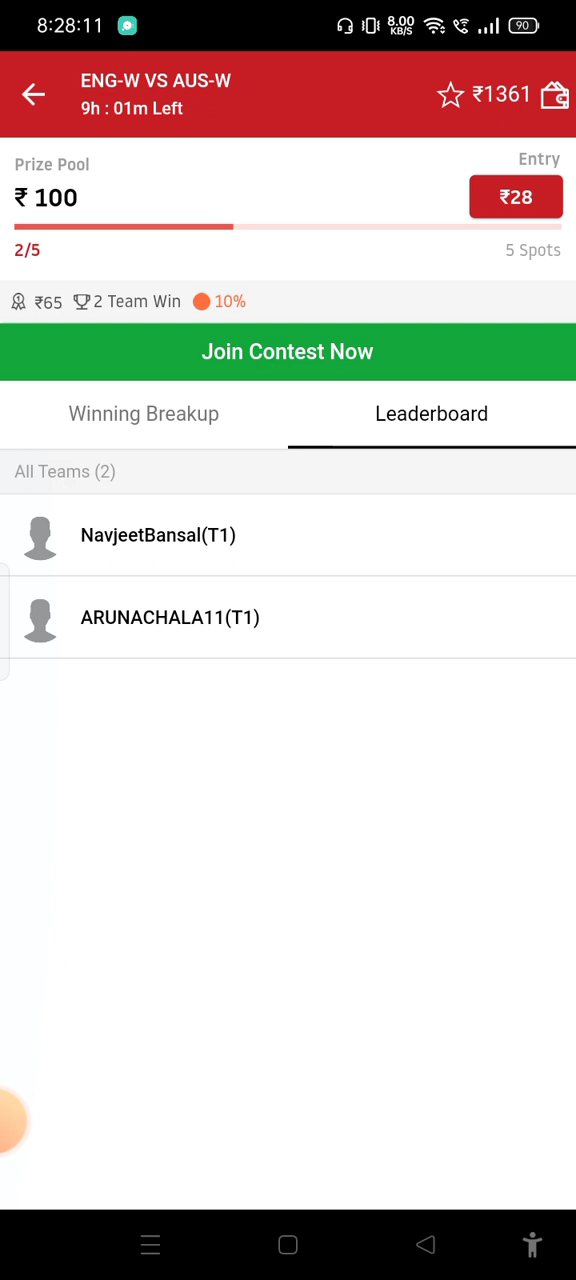 8:28:11
8.00
KB/S
90
ENG-W VS AUS-W
9h : 01m Left
₹1361
Prize Pool
Entry
₹ 100
₹28
2/5
5 Spots
₹65 2 Team Win 10%
Join Contest Now
Winning Breakup
Leaderboard
All Teams (2)
NavjeetBansal(T1)
ARUNACHALA11(T1)